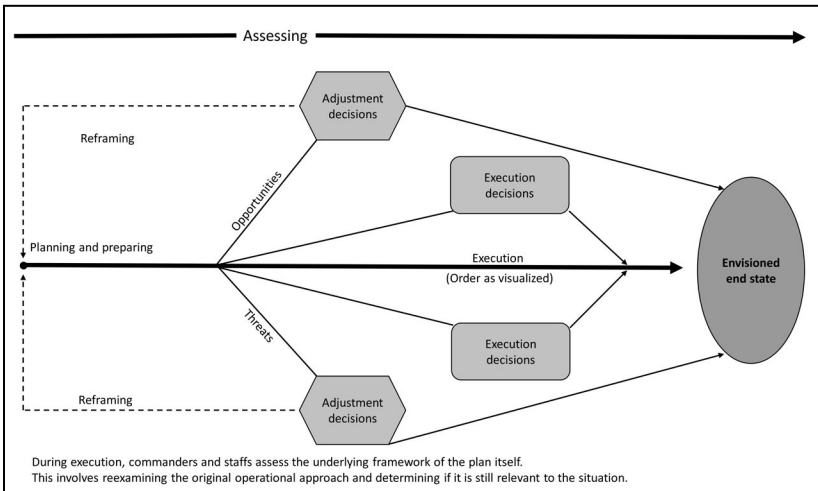 Assessing
Adjustment
decisions
Reframing
Opportunities
Execution
decisions
Planning and preparing
Execution
(Order as visualized)
Envisioned
end state
Threats
Execution
decisions
Reframing
Adjustment
decisions
During execution, commanders and staffs assess the underlying framework of the plan itself.
This involves reexamining the original operational approach and determining if it is still relevant to the situation.